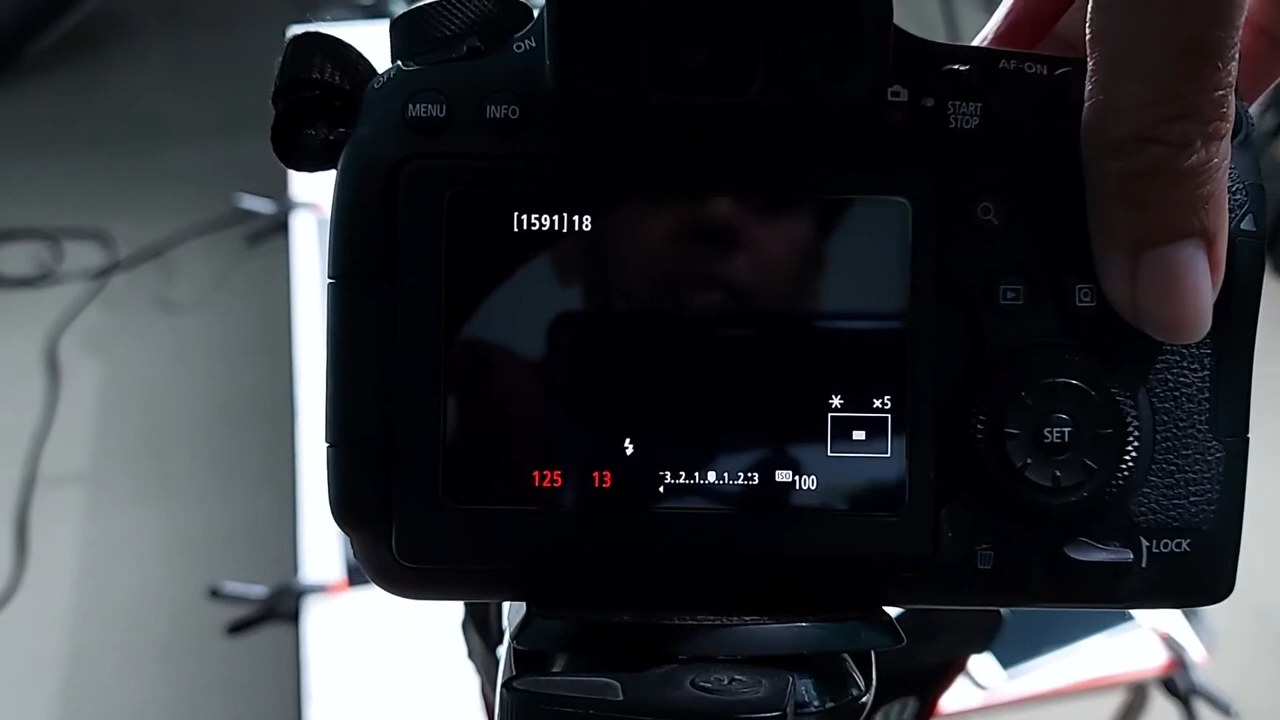 ON
OFF
MENU
INFO
AF-ON
START
STOP
[1591]18
Q
* ×5
SET
125 13 -3..2..1..●..1..2.+3 ISO 100
LOCK